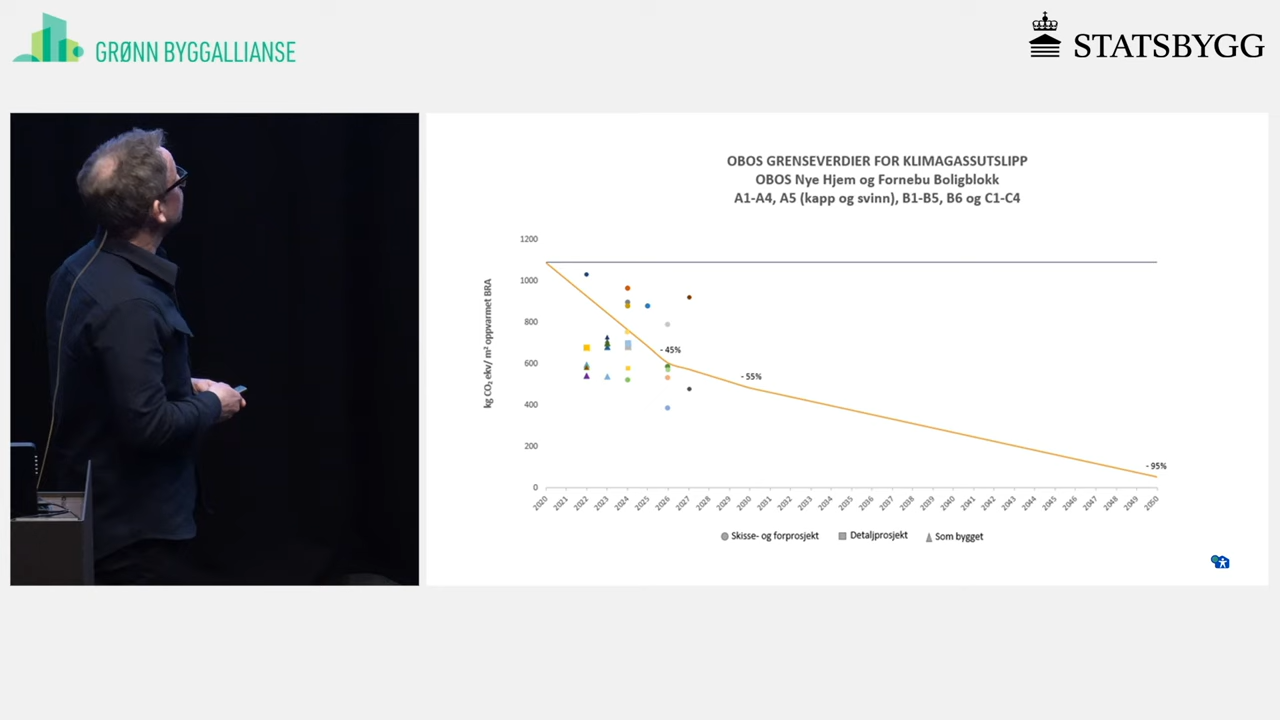 GRØNN BYGGALLIANSE
STATSBYGG
OBOS GRENSEVERDIER FOR KLIMAGASSUTSLIPP
OBOS Nye Hjem og Fornebu Boligblokk
A1-A4, A5 (kapp og svinn), B1-B5, B6 og C1-C4
kg CO₂ ekv/ m² oppvarmet BRA
1200
1000
800
600
400
200
0
- 45%
- 55%
- 95%
2020 2021 2022 2023 2024 2025 2026 2027 2028 2029 2030 2031 2032 2033 2034 2035 2036 2037 2038 2039 2040 2041 2042 2043 2044 2045 2046 2047 2048 2049 2050
Skisse- og forprosjekt Detaljprosjekt Som bygget